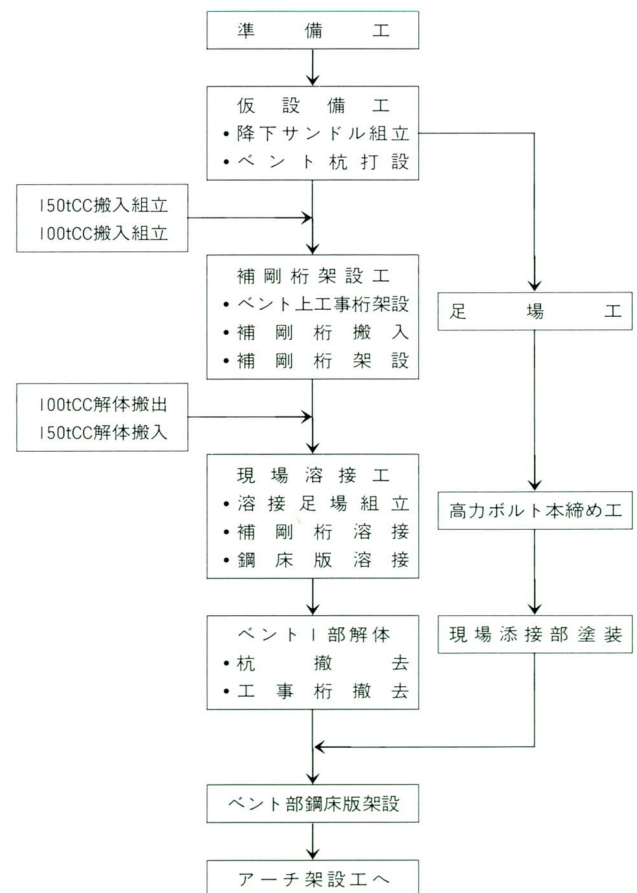 準備工
仮設備工
• 降下サンドル組立
• ベント杭打設
150tCC搬入組立
100tCC搬入組立
補剛桁架設工
• ベント上工事桁架設
• 補剛桁搬入
• 補剛桁架設
足場工
100tCC解体搬出
150tCC解体搬入
現場溶接工
• 溶接足場組立
• 補剛桁溶接
• 鋼床版溶接
高力ボルト本締め工
ベント1部解体
• 杭撤去
• 工事桁撤去
現場添接部塗装
ベント部鋼床版架設
アーチ架設工へ